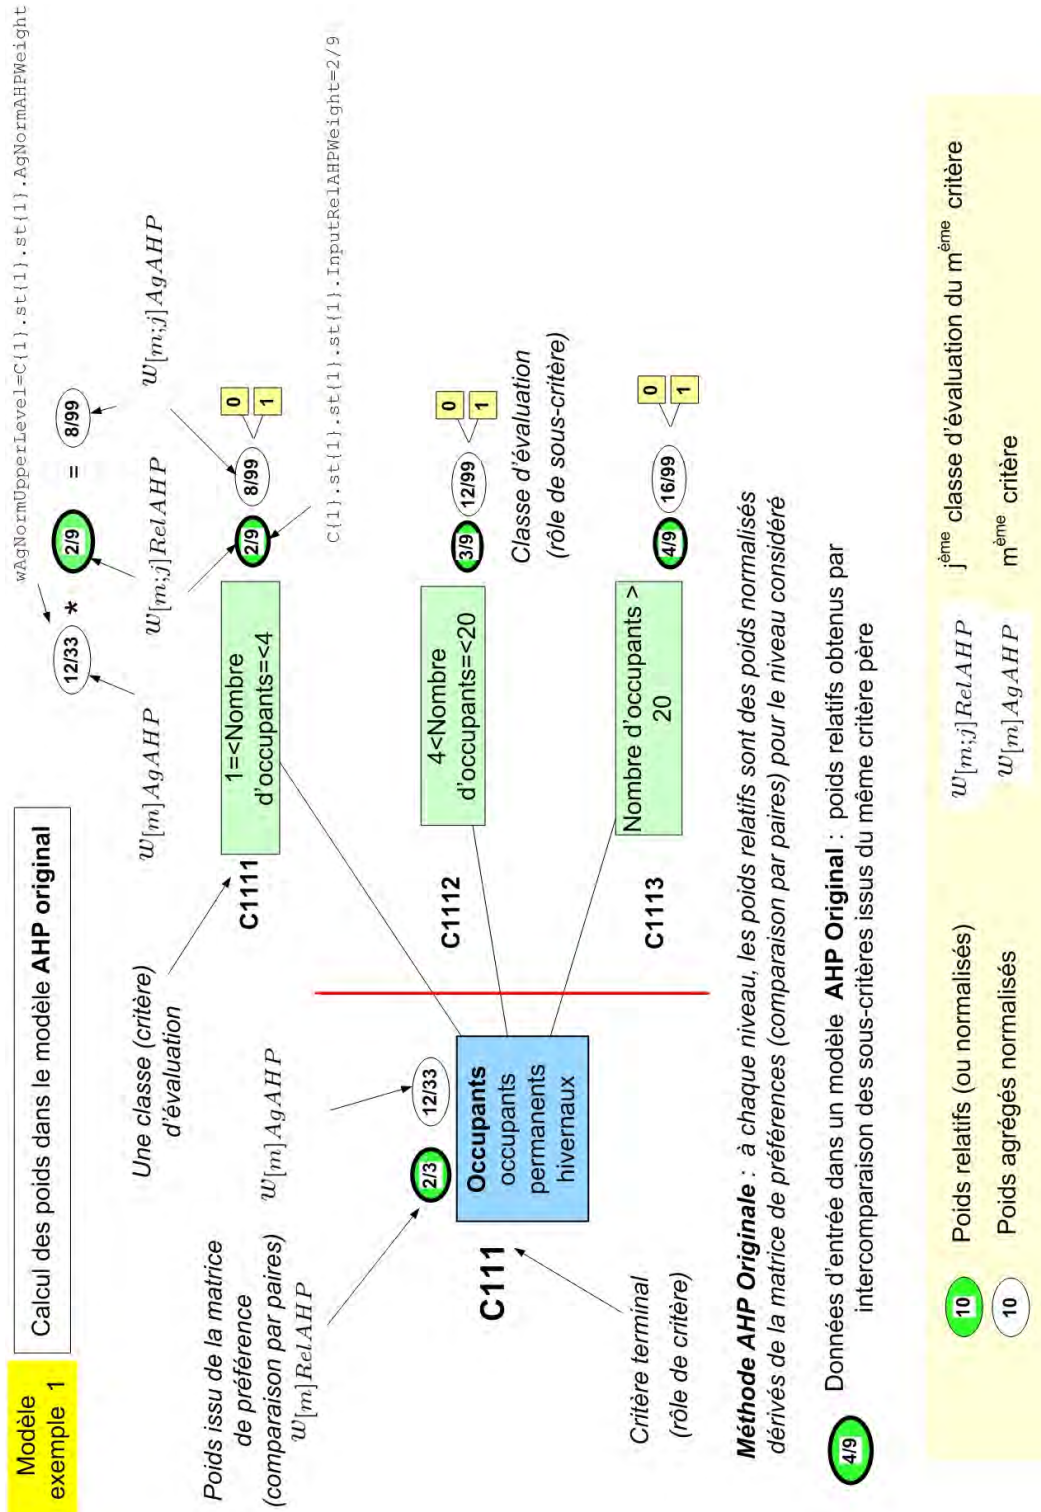 Modèle
exemple 1
Calcul des poids dans le modèle AHP original
wAgNormUpperLevel=C{1}.st{1}.st{1}.AgNormAHPWeight
12/33 * 2/9 = 8/99
w[m]AgAHP
w[m;j]RelAHP
w[m;j]AgAHP
Une classe (critère)
d'évaluation
C1111
1=<Nombre
d'occupants=<4
2/9
8/99
0
1
C{1}.st{1}.st{1}.st{1}.InputRelAHPWeight=2/9
Poids issu de la matrice
de préférence
(comparaison par paires)
w[m]RelAHP
w[m]AgAHP
2/3
12/33
C111
Occupants
occupants
permanents
hivernaux
C1112
4<Nombre
d'occupants=<20
3/9
12/99
0
1
Classe d'évaluation
(rôle de sous-critère)
Critère terminal
(rôle de critère)
C1113
Nombre d'occupants >
20
4/9
16/99
0
1
Méthode AHP Originale : à chaque niveau, les poids relatifs sont des poids normalisés
dérivés de la matrice de préférences (comparaison par paires) pour le niveau considéré
4/9
Données d'entrée dans un modèle AHP Original : poids relatifs obtenus par
intercomparaison des sous-critères issus du même critère père
10
Poids relatifs (ou normalisés)
w[m;j]RelAHP
jème classe d'évaluation du mème critère
10
Poids agrégés normalisés
w[m]AgAHP
mème critère